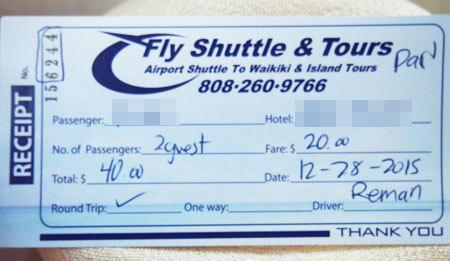 Fly Shuttle & Tours
Airport Shuttle To Waikiki & Island Tours
808·260·9766
RECEIPT
No. 156244
Passenger: Hotel:
No. of Passengers: 2guest Fare: $ 20.00
Total: $ 40.00 Date: 12-28-2015
Round Trip: ✓ One way: Driver: Reman
THANK YOU